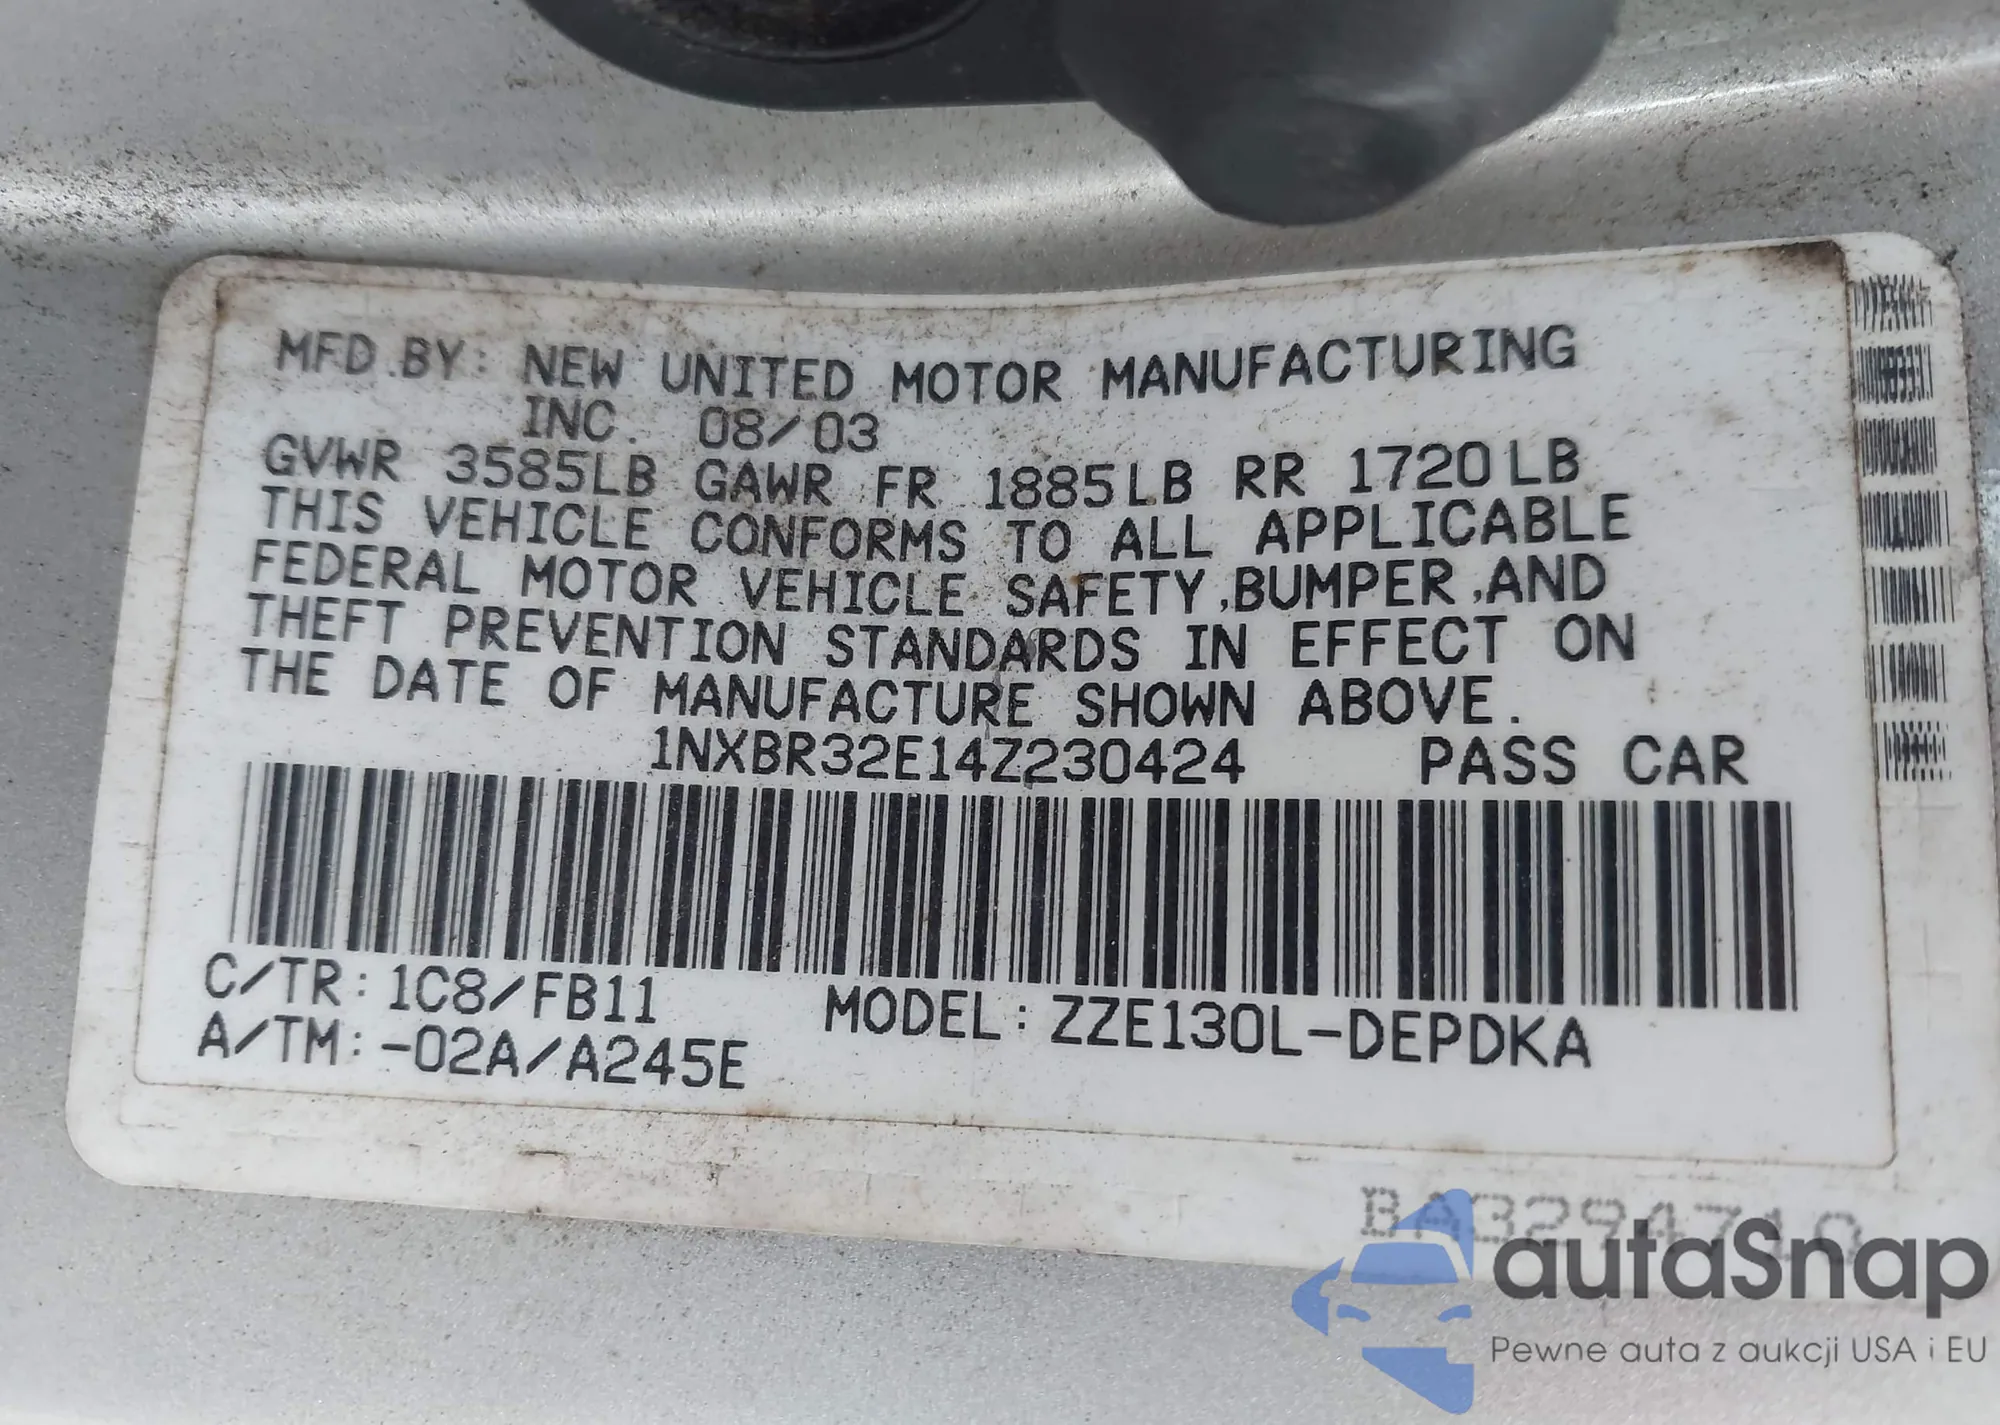 MFD.BY: NEW UNITED MOTOR MANUFACTURING
INC. 08/03
GVWR 3585LB GAWR FR 1885LB RR 1720LB
THIS VEHICLE CONFORMS TO ALL APPLICABLE
FEDERAL MOTOR VEHICLE SAFETY,BUMPER,AND
THEFT PREVENTION STANDARDS IN EFFECT ON
THE DATE OF MANUFACTURE SHOWN ABOVE.
1NXBR32E14Z230424 PASS CAR
C/TR: 1C8/FB11 MODEL: ZZE130L-DEPDKA
A/TM: -02A/A245E
autaSnap
Pewne auta z aukcji USA i EU